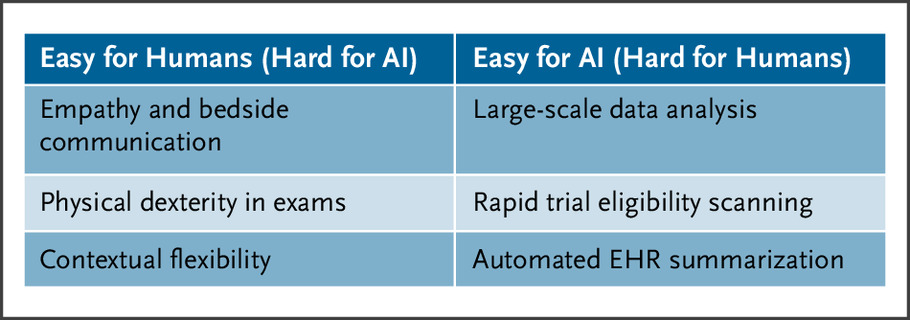 Easy for Humans (Hard for AI)
Easy for AI (Hard for Humans)
Empathy and bedside
communication
Large-scale data analysis
Physical dexterity in exams
Rapid trial eligibility scanning
Contextual flexibility
Automated EHR summarization